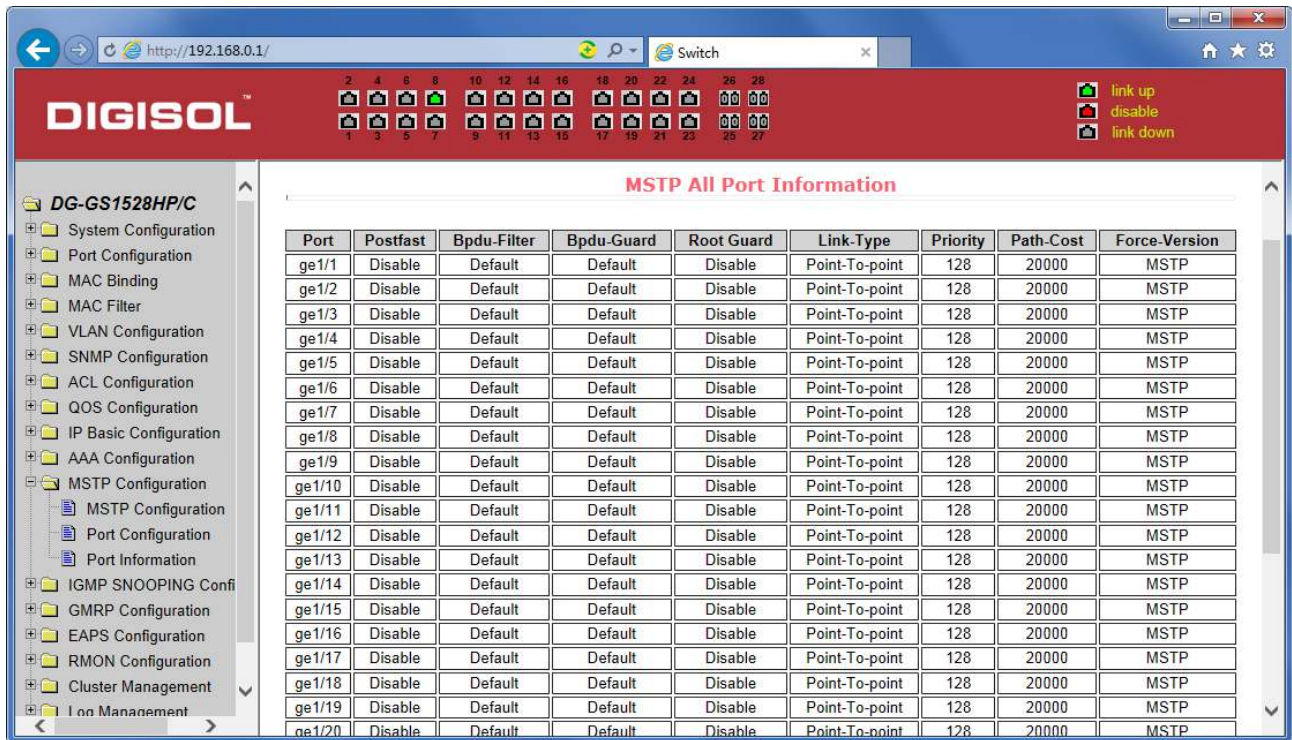 http://192.168.0.1/
Switch
DIGISOL™
2 4 6 8 10 12 14 16 18 20 22 24 26 28
1 3 5 7 9 11 13 15 17 19 21 23 25 27
link up
disable
link down
DG-GS1528HP/C
System Configuration
Port Configuration
MAC Binding
MAC Filter
VLAN Configuration
SNMP Configuration
ACL Configuration
QOS Configuration
IP Basic Configuration
AAA Configuration
MSTP Configuration
MSTP Configuration
Port Configuration
Port Information
IGMP SNOOPING Confi
GMRP Configuration
EAPS Configuration
RMON Configuration
Cluster Management
Log Management
MSTP All Port Information
Port Postfast Bpdu-Filter Bpdu-Guard Root Guard Link-Type Priority Path-Cost Force-Version
ge1/1 Disable Default Default Disable Point-To-point 128 20000 MSTP
ge1/2 Disable Default Default Disable Point-To-point 128 20000 MSTP
ge1/3 Disable Default Default Disable Point-To-point 128 20000 MSTP
ge1/4 Disable Default Default Disable Point-To-point 128 20000 MSTP
ge1/5 Disable Default Default Disable Point-To-point 128 20000 MSTP
ge1/6 Disable Default Default Disable Point-To-point 128 20000 MSTP
ge1/7 Disable Default Default Disable Point-To-point 128 20000 MSTP
ge1/8 Disable Default Default Disable Point-To-point 128 20000 MSTP
ge1/9 Disable Default Default Disable Point-To-point 128 20000 MSTP
ge1/10 Disable Default Default Disable Point-To-point 128 20000 MSTP
ge1/11 Disable Default Default Disable Point-To-point 128 20000 MSTP
ge1/12 Disable Default Default Disable Point-To-point 128 20000 MSTP
ge1/13 Disable Default Default Disable Point-To-point 128 20000 MSTP
ge1/14 Disable Default Default Disable Point-To-point 128 20000 MSTP
ge1/15 Disable Default Default Disable Point-To-point 128 20000 MSTP
ge1/16 Disable Default Default Disable Point-To-point 128 20000 MSTP
ge1/17 Disable Default Default Disable Point-To-point 128 20000 MSTP
ge1/18 Disable Default Default Disable Point-To-point 128 20000 MSTP
ge1/19 Disable Default Default Disable Point-To-point 128 20000 MSTP
ge1/20 Disable Default Default Disable Point-To-point 128 20000 MSTP